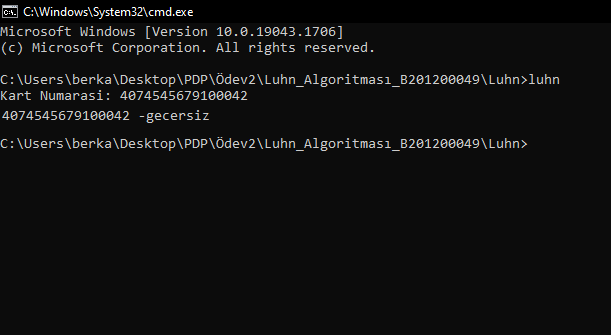 C:\Windows\System32\cmd.exe
Microsoft Windows [Version 10.0.19043.1706]
(c) Microsoft Corporation. All rights reserved.
C:\Users\berka\Desktop\PDP\Ödev2\Luhn_Algoritması_B201200049\Luhn>luhn
Kart Numarasi: 4074545679100042
4074545679100042 -gecersiz
C:\Users\berka\Desktop\PDP\Ödev2\Luhn_Algoritması_B201200049\Luhn>